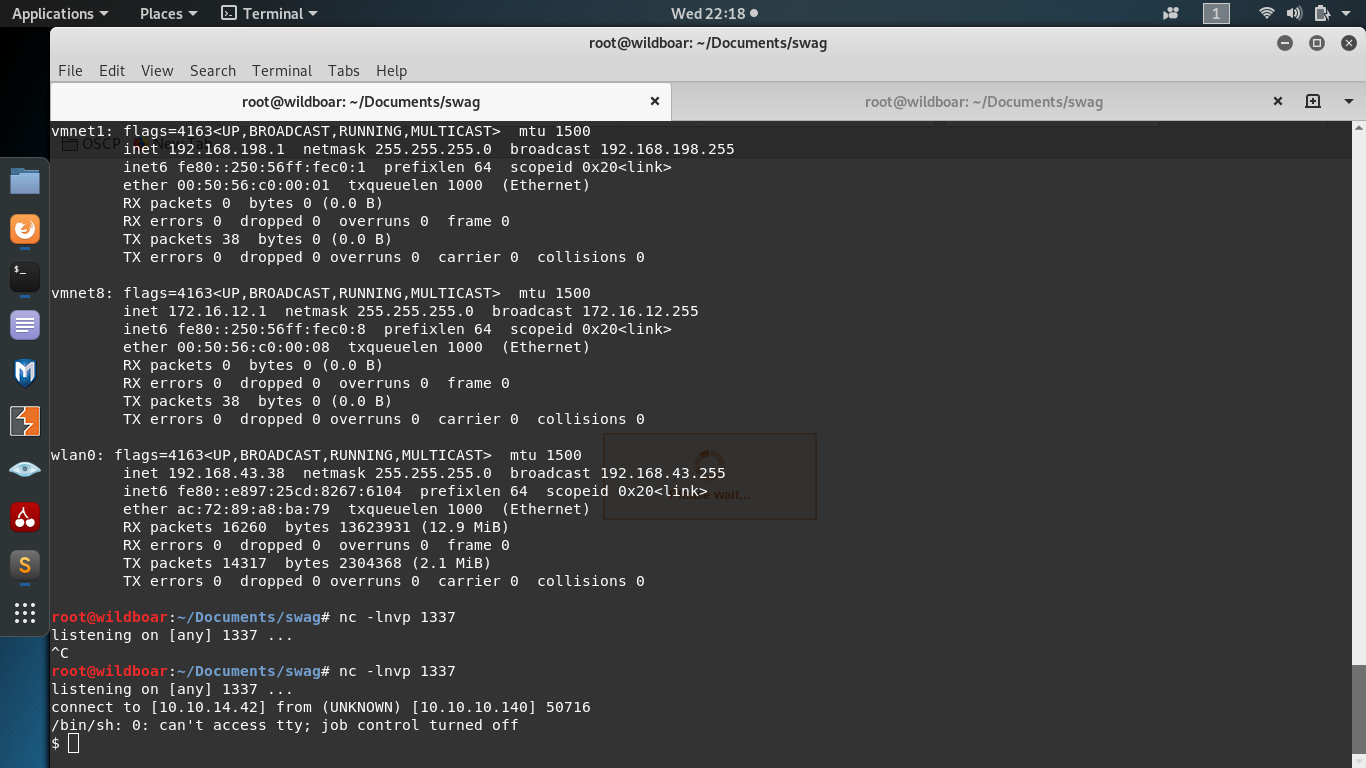 Applications Places Terminal Wed 22:18 1
root@wildboar: ~/Documents/swag
File Edit View Search Terminal Tabs Help
root@wildboar: ~/Documents/swag × root@wildboar: ~/Documents/swag ×
vmnet1: flags=4163<UP,BROADCAST,RUNNING,MULTICAST>  mtu 1500
OSCP New Tab
        inet 192.168.198.1  netmask 255.255.255.0  broadcast 192.168.198.255
        inet6 fe80::250:56ff:fec0:1  prefixlen 64  scopeid 0x20<link>
        ether 00:50:56:c0:00:01  txqueuelen 1000  (Ethernet)
        RX packets 0  bytes 0 (0.0 B)
        RX errors 0  dropped 0  overruns 0  frame 0
        TX packets 38  bytes 0 (0.0 B)
        TX errors 0  dropped 0 overruns 0  carrier 0  collisions 0
vmnet8: flags=4163<UP,BROADCAST,RUNNING,MULTICAST>  mtu 1500
        inet 172.16.12.1  netmask 255.255.255.0  broadcast 172.16.12.255
        inet6 fe80::250:56ff:fec0:8  prefixlen 64  scopeid 0x20<link>
        ether 00:50:56:c0:00:08  txqueuelen 1000  (Ethernet)
        RX packets 0  bytes 0 (0.0 B)
        RX errors 0  dropped 0  overruns 0  frame 0
        TX packets 38  bytes 0 (0.0 B)
        TX errors 0  dropped 0 overruns 0  carrier 0  collisions 0
wlan0: flags=4163<UP,BROADCAST,RUNNING,MULTICAST>  mtu 1500
        inet 192.168.43.38  netmask 255.255.255.0  broadcast 192.168.43.255
        inet6 fe80::e897:25cd:8267:6104  prefixlen 64  scopeid 0x20<link>
wait...
        ether ac:72:89:a8:ba:79  txqueuelen 1000  (Ethernet)
        RX packets 16260  bytes 13623931 (12.9 MiB)
        RX errors 0  dropped 0  overruns 0  frame 0
        TX packets 14317  bytes 2304368 (2.1 MiB)
        TX errors 0  dropped 0 overruns 0  carrier 0  collisions 0
root@wildboar:~/Documents/swag# nc -lnvp 1337
listening on [any] 1337 ...
^C
root@wildboar:~/Documents/swag# nc -lnvp 1337
listening on [any] 1337 ...
connect to [10.10.14.42] from (UNKNOWN) [10.10.10.140] 50716
/bin/sh: 0: can't access tty; job control turned off
$